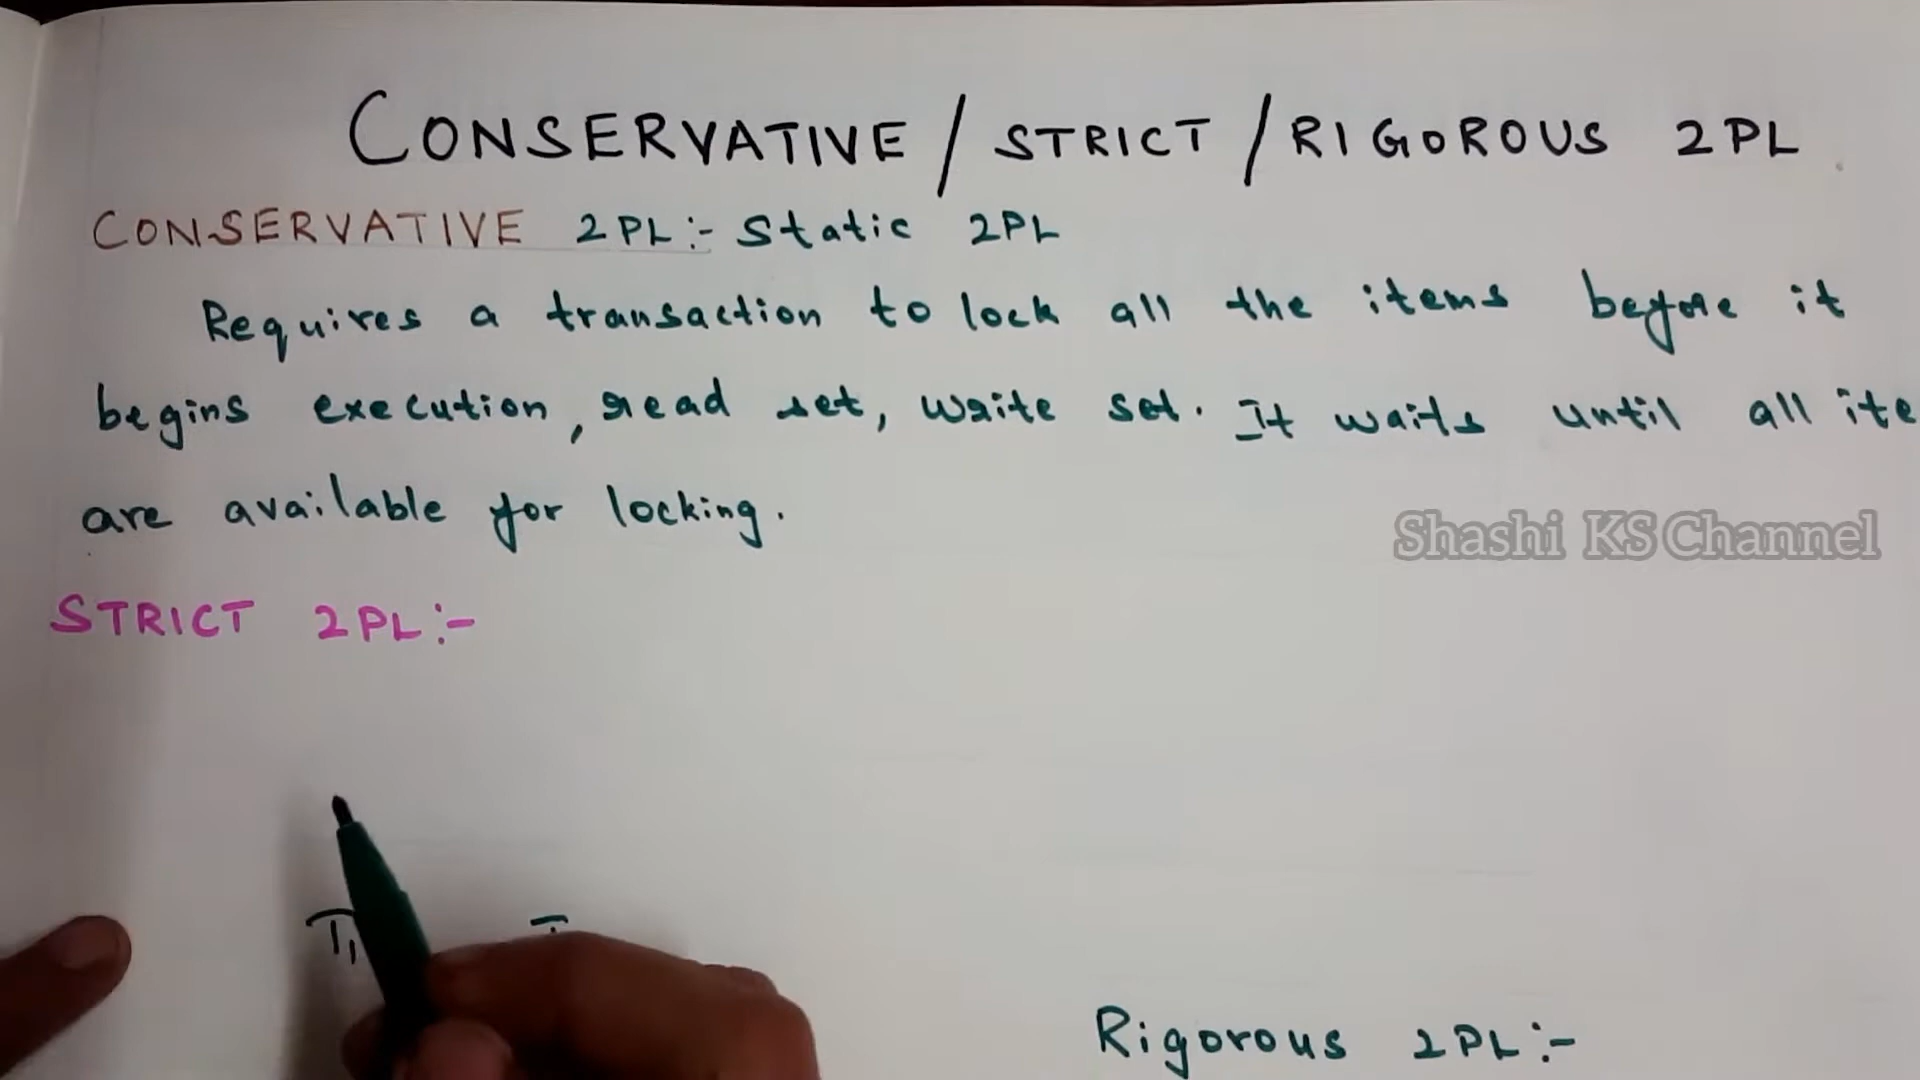 CONSERVATIVE / STRICT / RIGOROUS 2PL
CONSERVATIVE 2PL:- Static 2PL
Requires a transaction to lock all the items before it
begins execution, read set, write set. It waits until all ite
are available for locking.
Shashi KS Channel
STRICT 2PL:-
T1
Rigorous 2PL:-